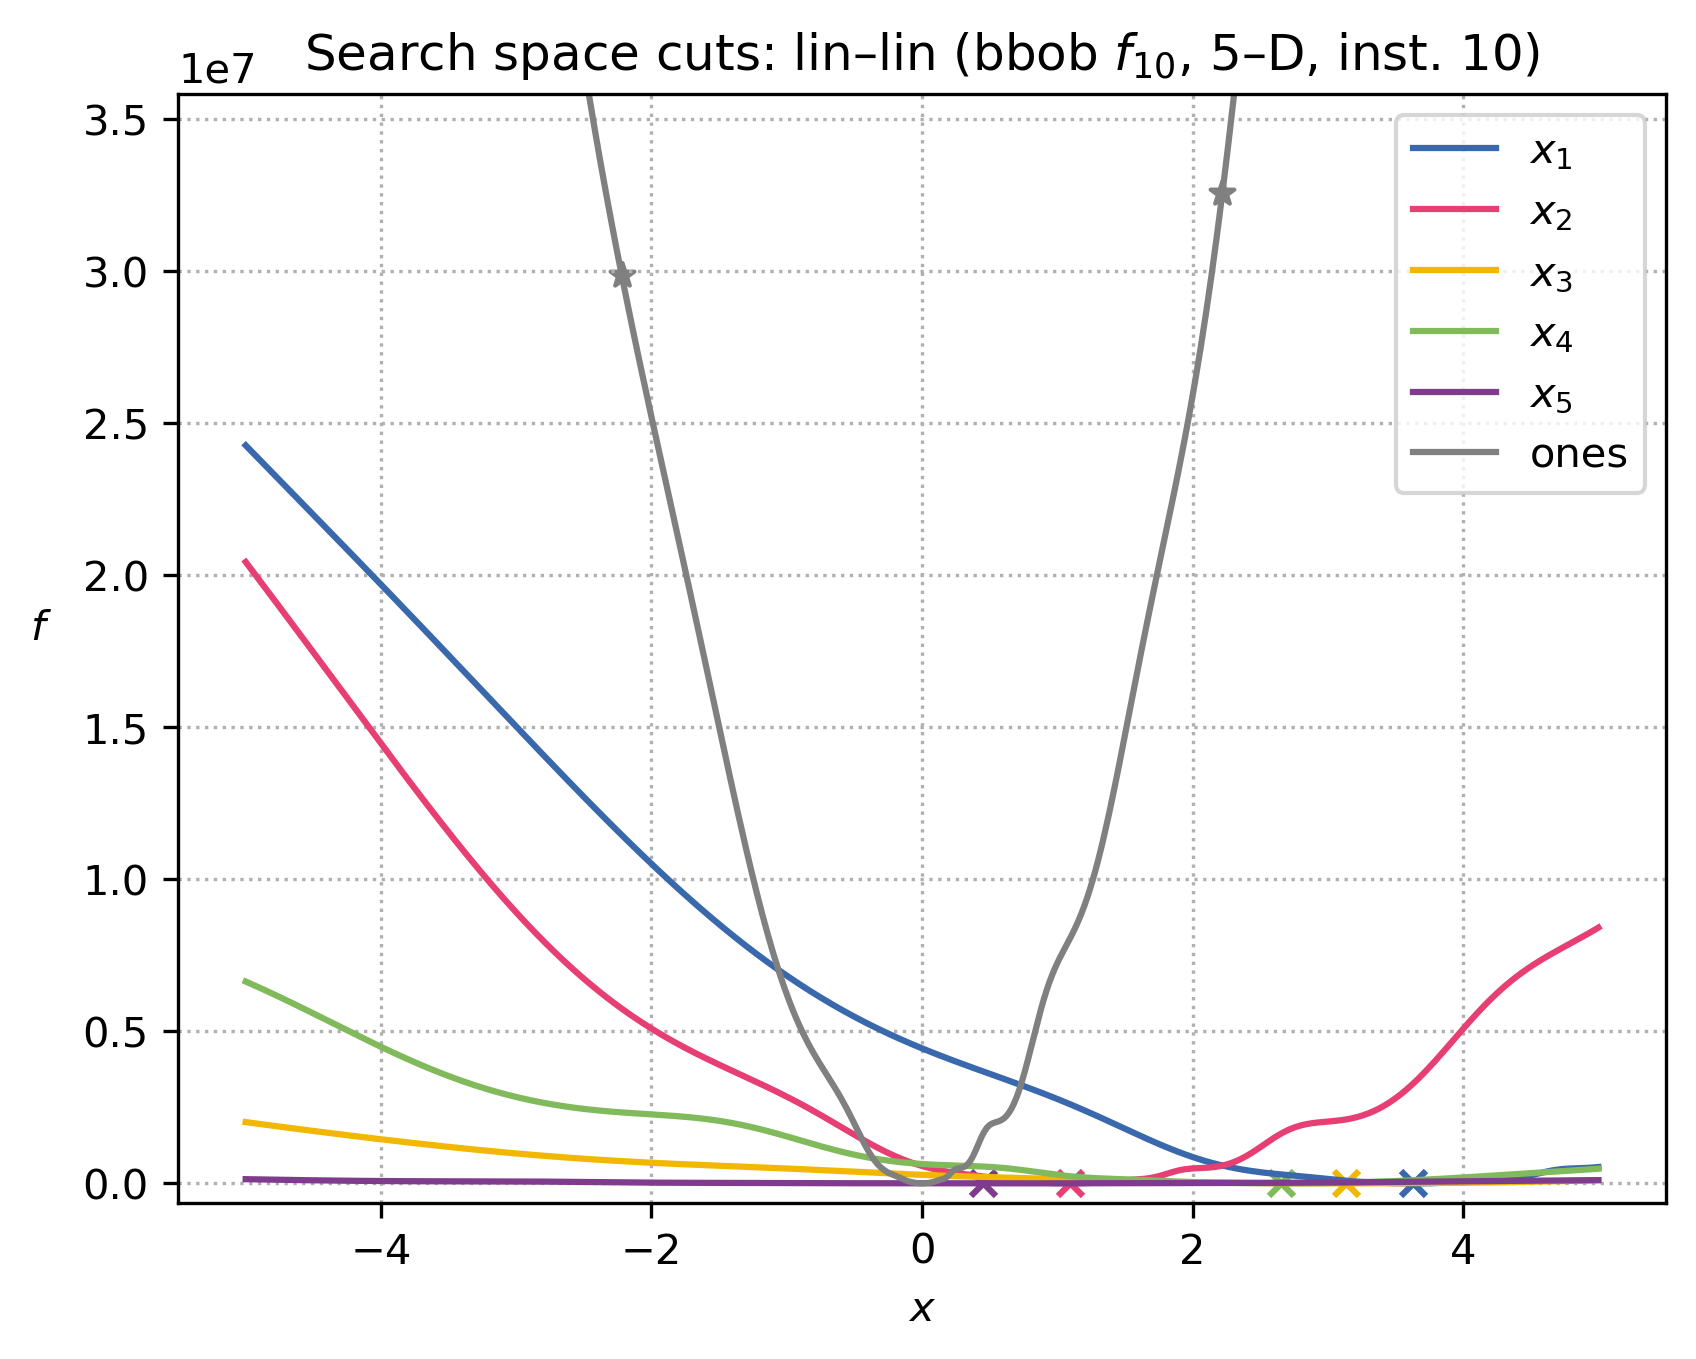 Search space cuts: lin–lin (bbob f₁₀, 5–D, inst. 10)
1e7
3.5
3.0
2.5
2.0
1.5
1.0
0.5
0.0
f
−4
−2
0
2
4
x
x₁
x₂
x₃
x₄
x₅
ones